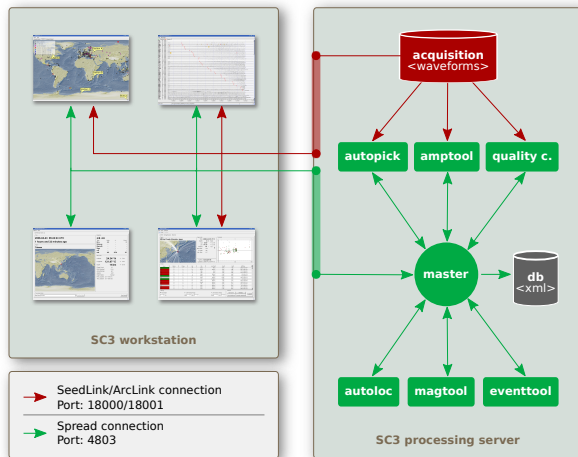 SC3 workstation
SeedLink/ArcLink connection
Port: 18000/18001
Spread connection
Port: 4803
acquisition
<waveforms>
autopick
amptool
quality c.
master
db
<xml>
autoloc
magtool
eventtool
SC3 processing server